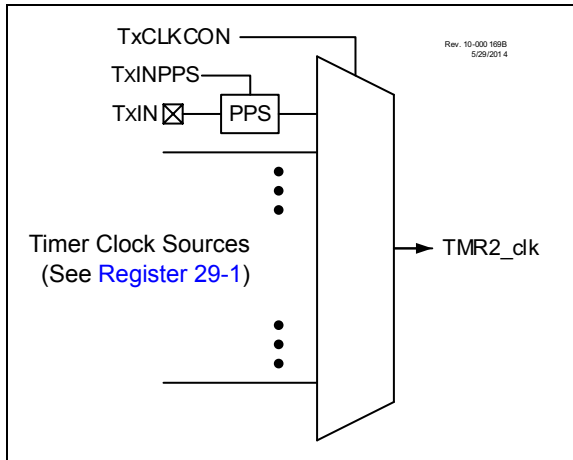 TxCLKCON
Rev. 10-000 169B
5/29/2014
TxINPPS
TxIN
PPS
Timer Clock Sources
(See Register 29-1)
TMR2_clk